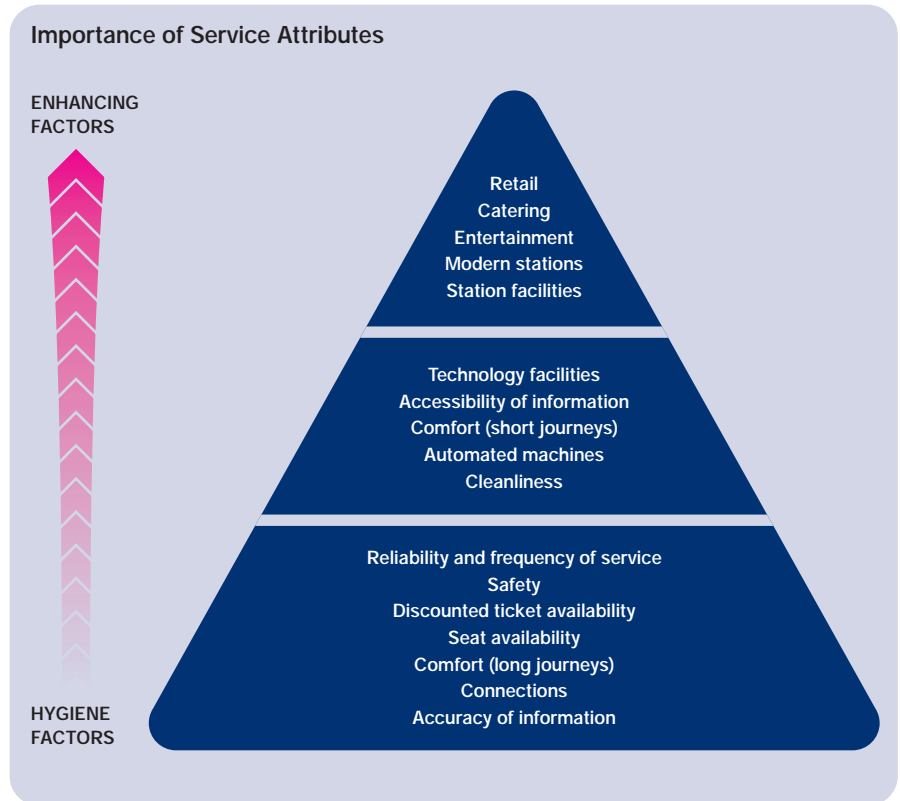 Importance of Service Attributes
ENHANCING
FACTORS
Retail
Catering
Entertainment
Modern stations
Station facilities
Technology facilities
Accessibility of information
Comfort (short journeys)
Automated machines
Cleanliness
Reliability and frequency of service
Safety
Discounted ticket availability
Seat availability
Comfort (long journeys)
Connections
Accuracy of information
HYGIENE
FACTORS